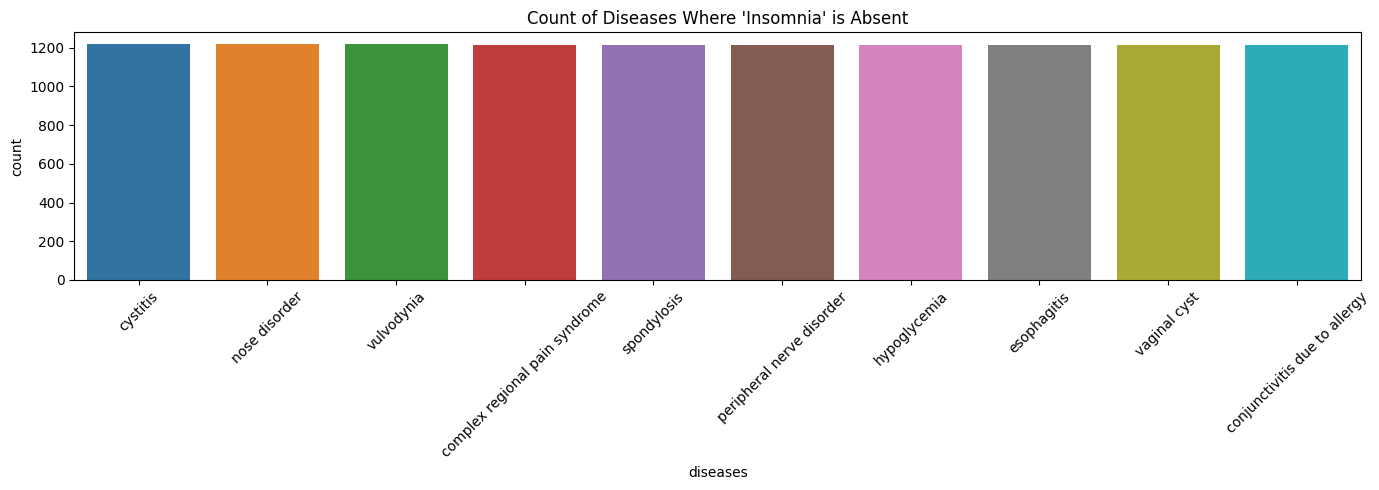 Count of Diseases Where 'Insomnia' is Absent
count
1200
1000
800
600
400
200
0
cystitis
nose disorder
vulvodynia
complex regional pain syndrome
spondylosis
peripheral nerve disorder
hypoglycemia
esophagitis
vaginal cyst
conjunctivitis due to allergy
diseases